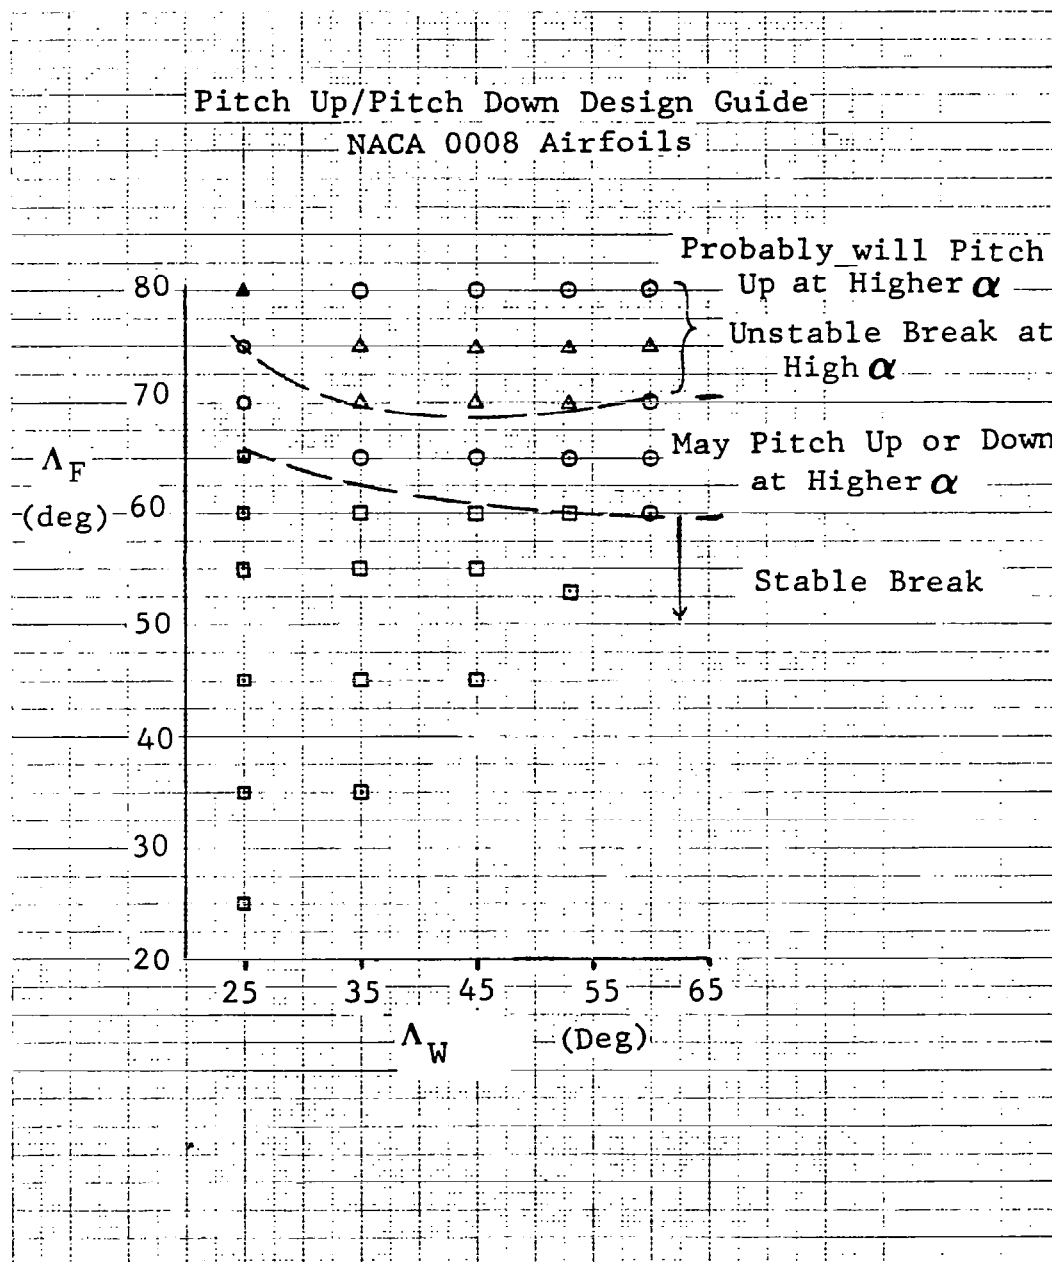 Pitch Up/Pitch Down Design Guide
NACA 0008 Airfoils
Probably will Pitch
Up at Higher α
Unstable Break at
High α
May Pitch Up or Down
at Higher α
Stable Break
80
70
Λ_F
(deg)
60
50
40
30
20
25 35 45 55 65
Λ_W (Deg)